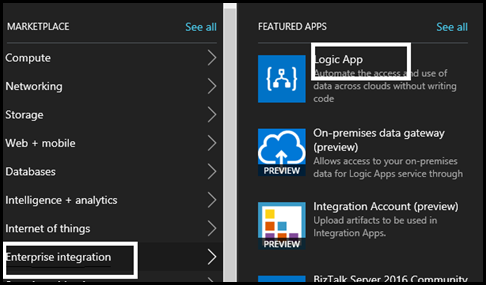 MARKETPLACE
See all
Compute
Networking
Storage
Web + mobile
Databases
Intelligence + analytics
Internet of things
Enterprise integration
FEATURED APPS
See all
Logic App
Automate the access and use of
data across clouds without writing
code
On-premises data gateway
(preview)
Allows access to your on-premises
data for Logic Apps service through
PREVIEW
Integration Account (preview)
Upload artifacts to be used in
Integration Apps.
PREVIEW
BizTalk Server 2016 Community